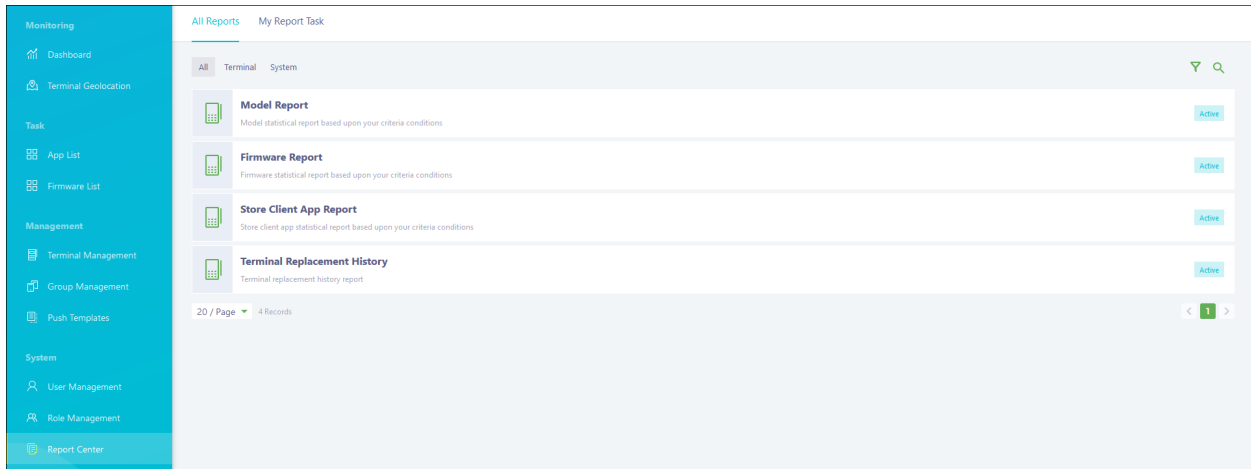 Monitoring
Dashboard
Terminal Geolocation
Task
App List
Firmware List
Management
Terminal Management
Group Management
Push Templates
System
User Management
Role Management
Report Center
All Reports My Report Task
All Terminal System
Model Report
Model statistical report based upon your criteria conditions
Active
Firmware Report
Firmware statistical report based upon your criteria conditions
Active
Store Client App Report
Store client app statistical report based upon your criteria conditions
Active
Terminal Replacement History
Terminal replacement history report
Active
20 / Page 4 Records
< 1 >